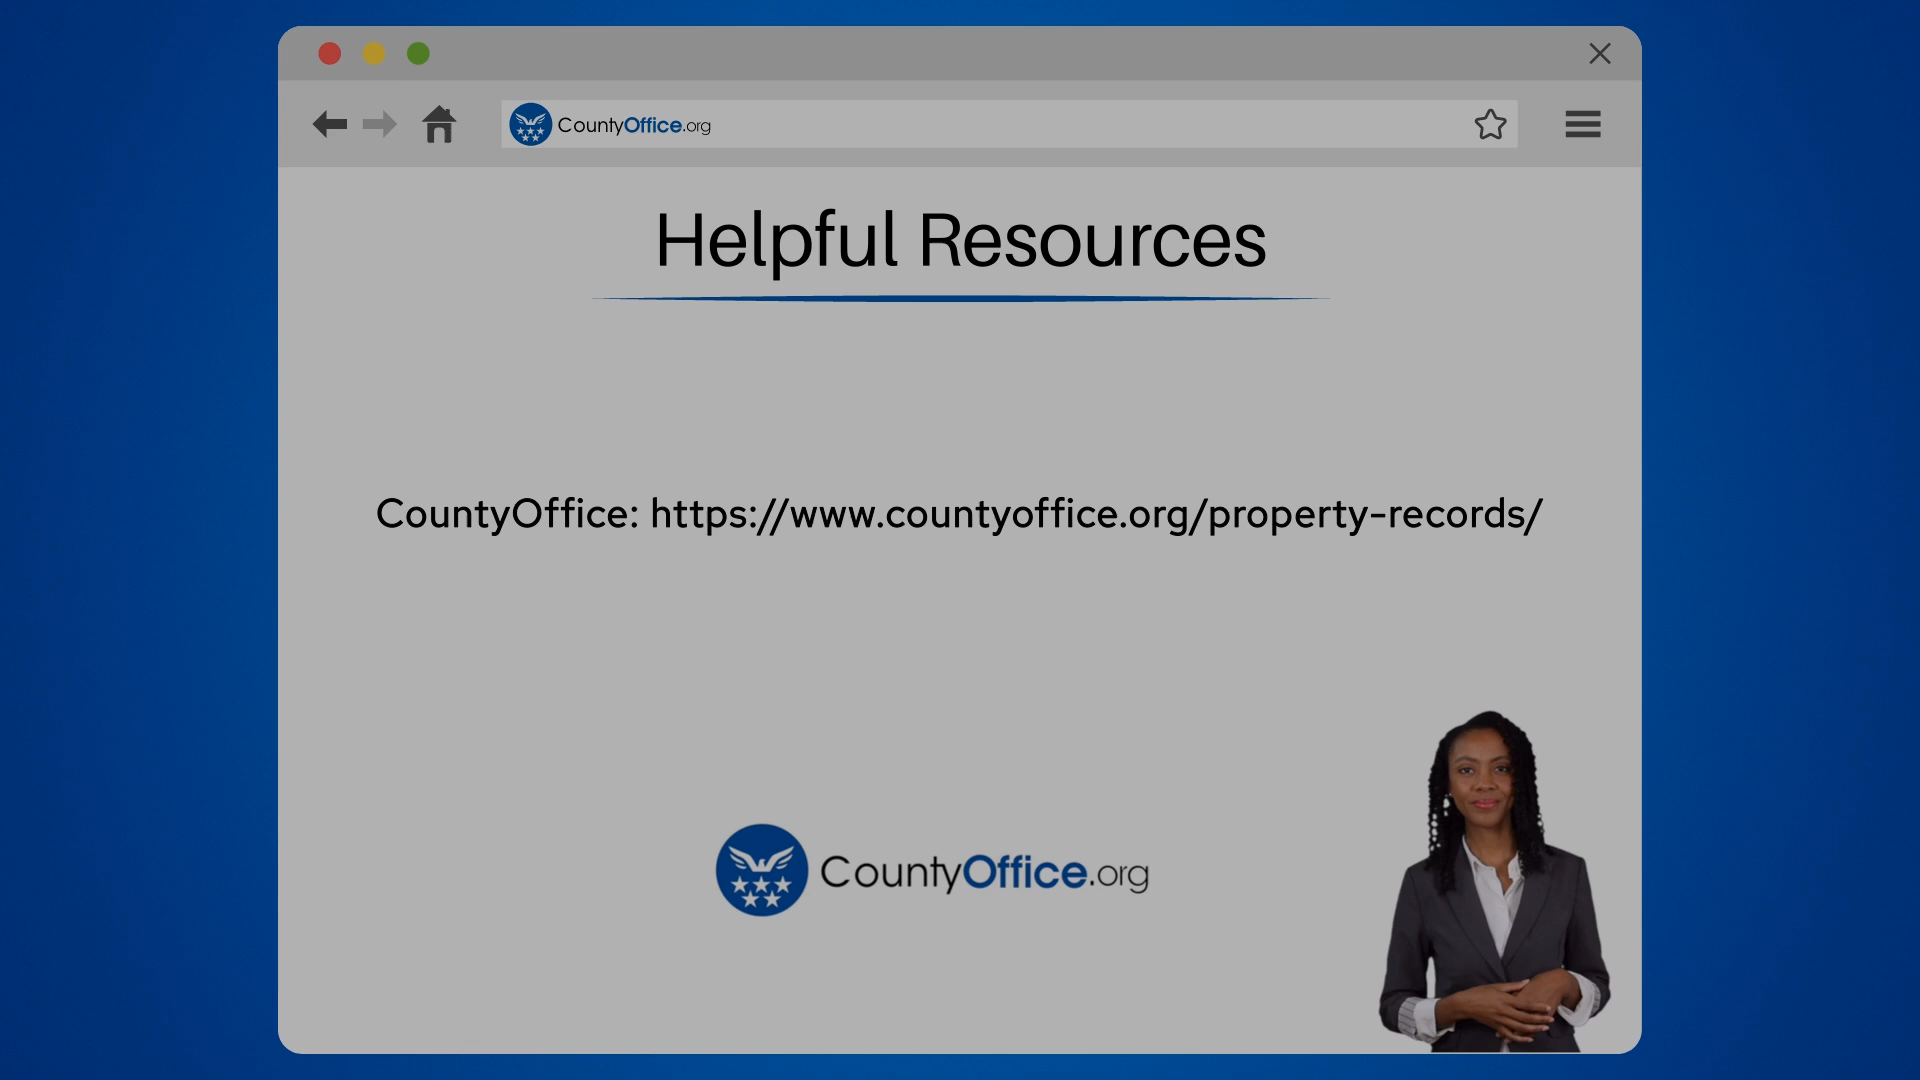 CountyOffice.org
Helpful Resources
CountyOffice: https://www.countyoffice.org/property-records/
CountyOffice.org